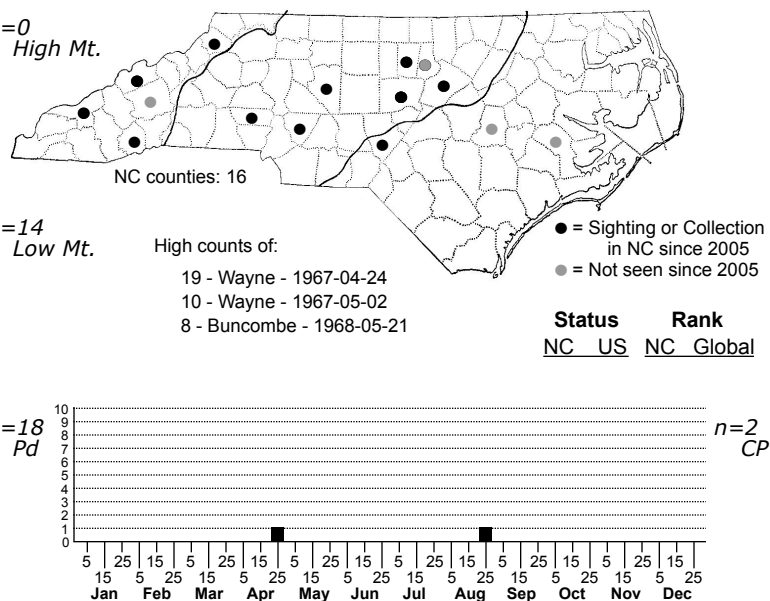 =0
High Mt.
NC counties: 16
=14
Low Mt.
High counts of:
19 - Wayne - 1967-04-24
10 - Wayne - 1967-05-02
8 - Buncombe - 1968-05-21
● = Sighting or Collection
in NC since 2005
● = Not seen since 2005
Status Rank
NC US NC Global
=18
Pd
n=2
CP
10
9
8
7
6
5
4
3
2
1
0
5 25 15 5 25 15 5 25 15 5 25 15 5 25 15 5 25 15
15 5 25 15 5 25 15 5 25 15 5 25 15 5 25 15 5 25
Jan Feb Mar Apr May Jun Jul Aug Sep Oct Nov Dec